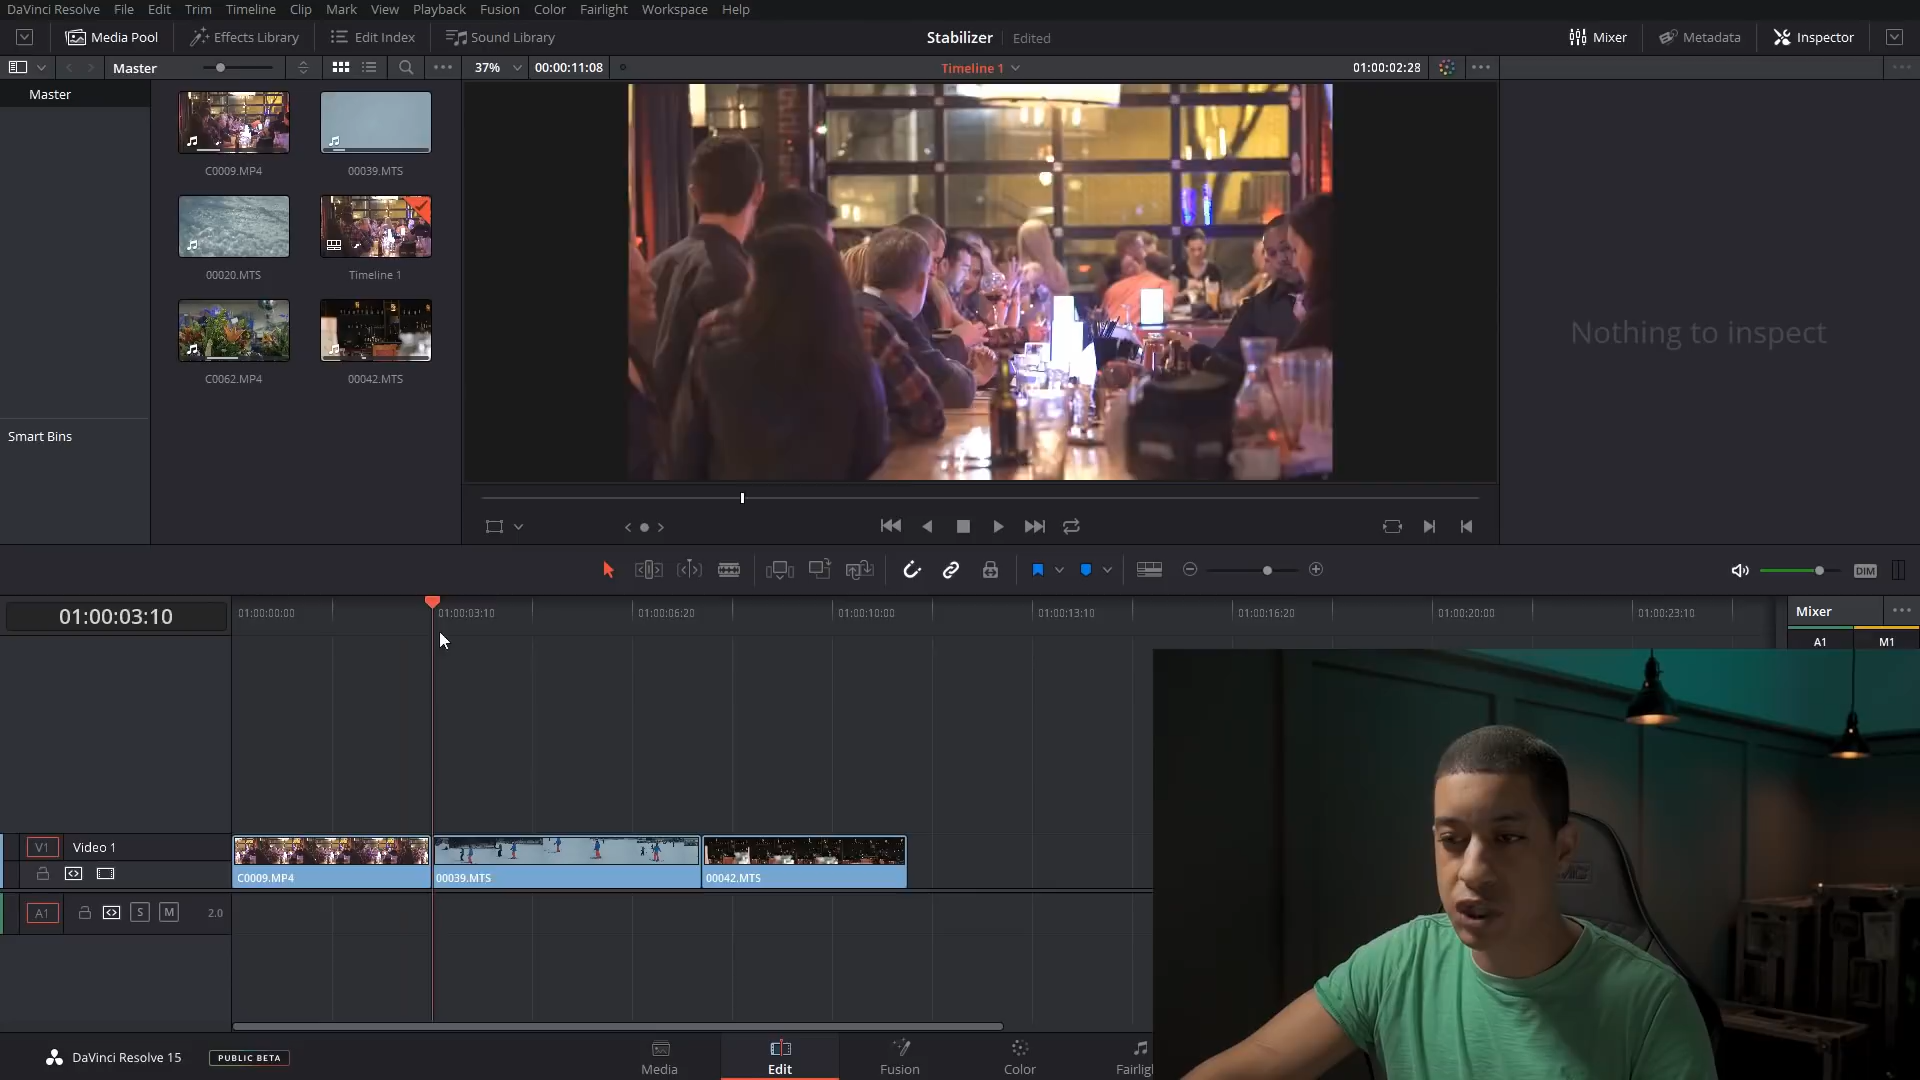 DaVinci Resolve File Edit Trim Timeline Clip Mark View Playback Fusion Color Fairlight Workspace Help
Media Pool Effects Library Edit Index Sound Library Stabilizer Edited Mixer Metadata Inspector
Master 37% 00:00:11:08 Timeline 1 01:00:02:28
Master
C0009.MP4 00039.MTS
00020.MTS Timeline 1
C0062.MP4 00042.MTS
Nothing to inspect
Smart Bins
DIM
01:00:03:10 01:00:00:00 01:00:03:10 01:00:06:20 01:00:10:00 01:00:13:10 01:00:16:20 01:00:20:00 01:00:23:10 Mixer
A1 M1
V1 Video 1
C0009.MP4 00039.MTS 00042.MTS
A1 S M 2.0
DaVinci Resolve 15 PUBLIC BETA Media Edit Fusion Color Fairligh